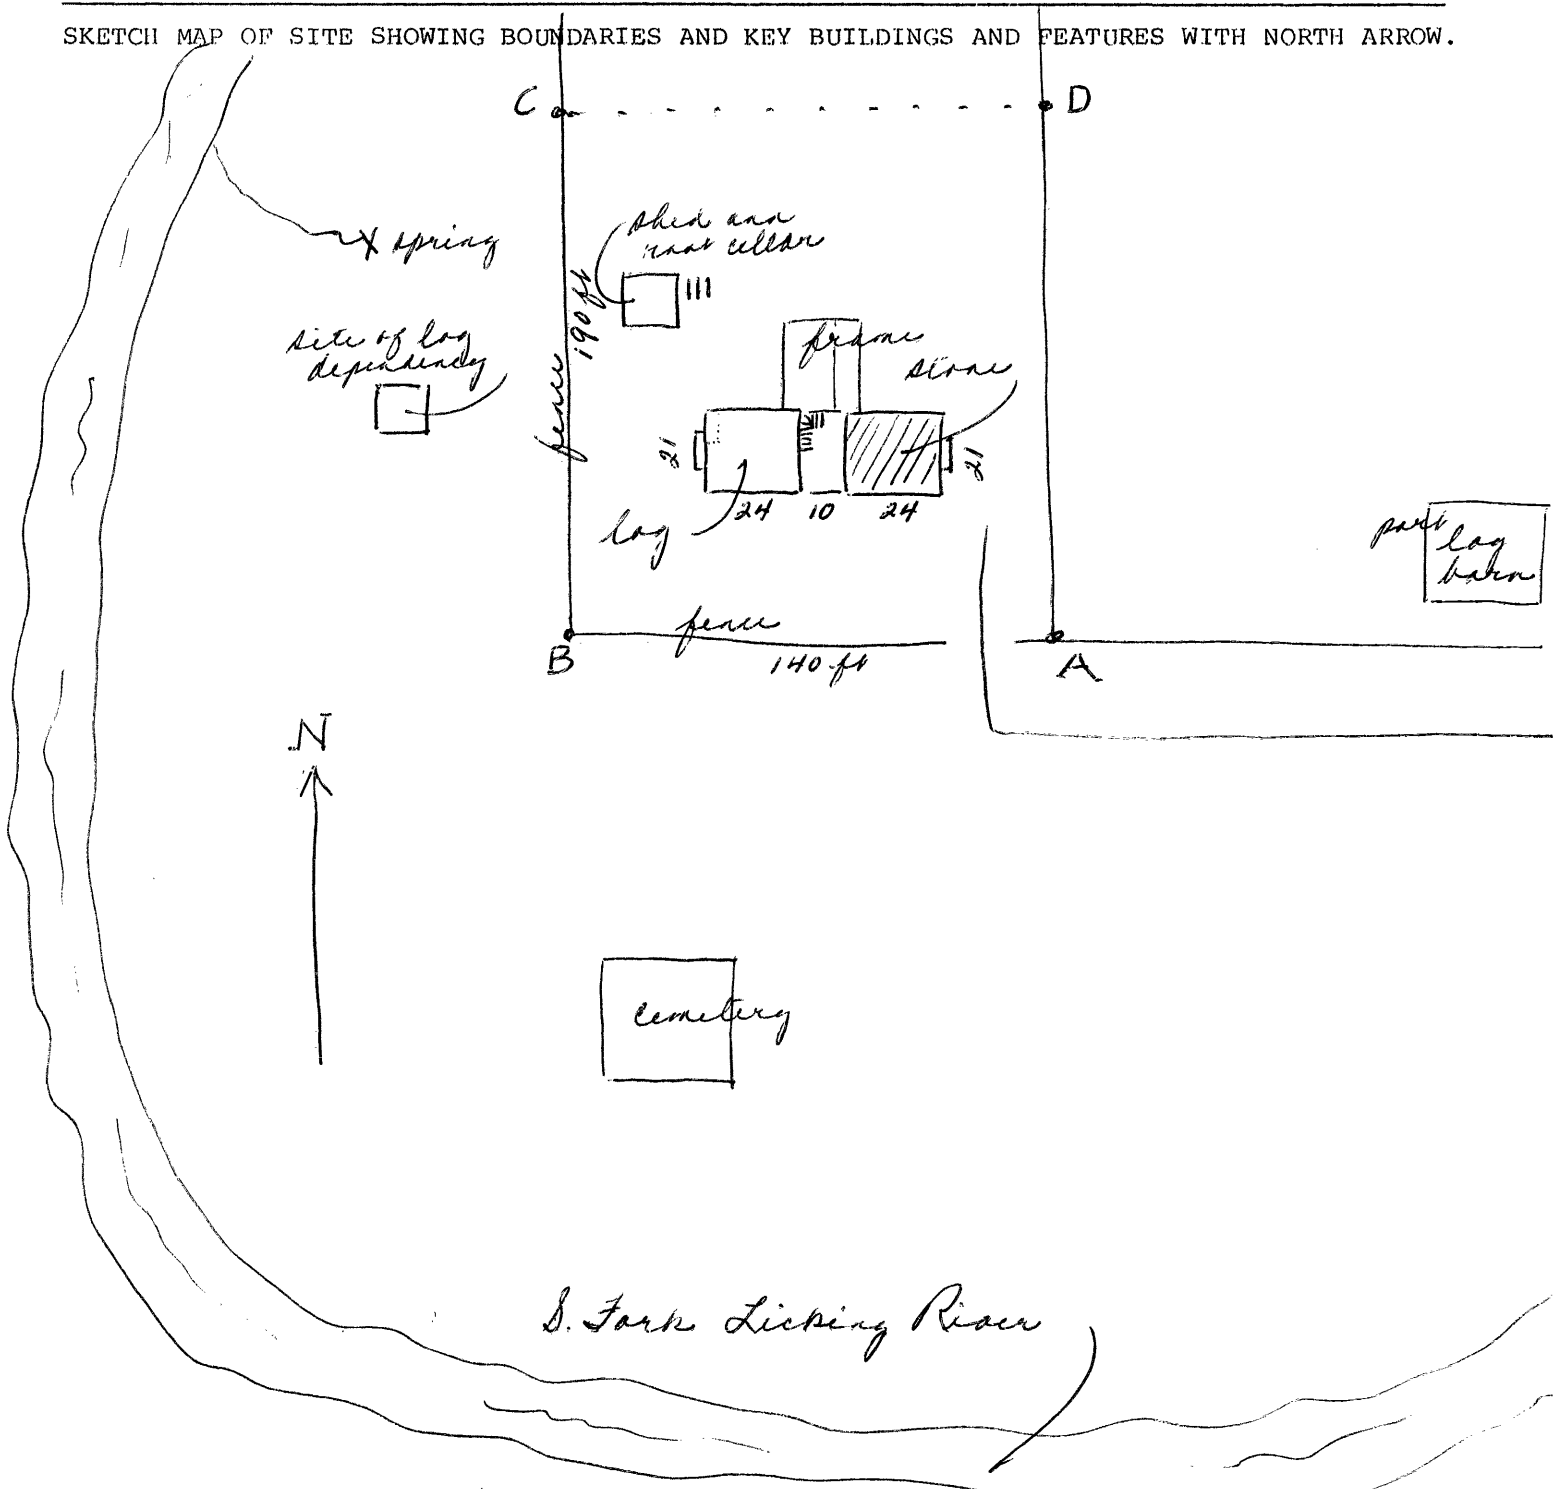 SKETCH MAP OF SITE SHOWING BOUNDARIES AND KEY BUILDINGS AND FEATURES WITH NORTH ARROW.
C
D
shed and
root cellar
X spring
190 ft
fence
site of log
dependency
frame
stone
21
21
24
10
24
log
part
log
barn
fence
B
140 ft
A
N
cemetery
S. Fork Licking River